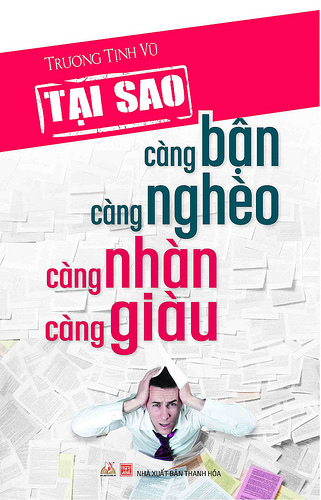 TRƯƠNG TỊNH VŨ
TẠI SAO
càng bận
càng nghèo
càng nhàn
càng giàu
NHÀ XUẤT BẢN THANH HÓA